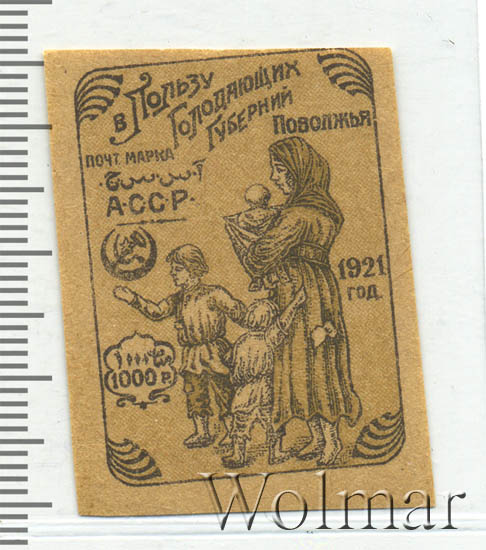 В Пользу
Голодающих
Губерний
Поволжья
ПОЧТ. МАРКА
А.С.С.Р.
1921
ГОД.
1000 Р.
Wolmar